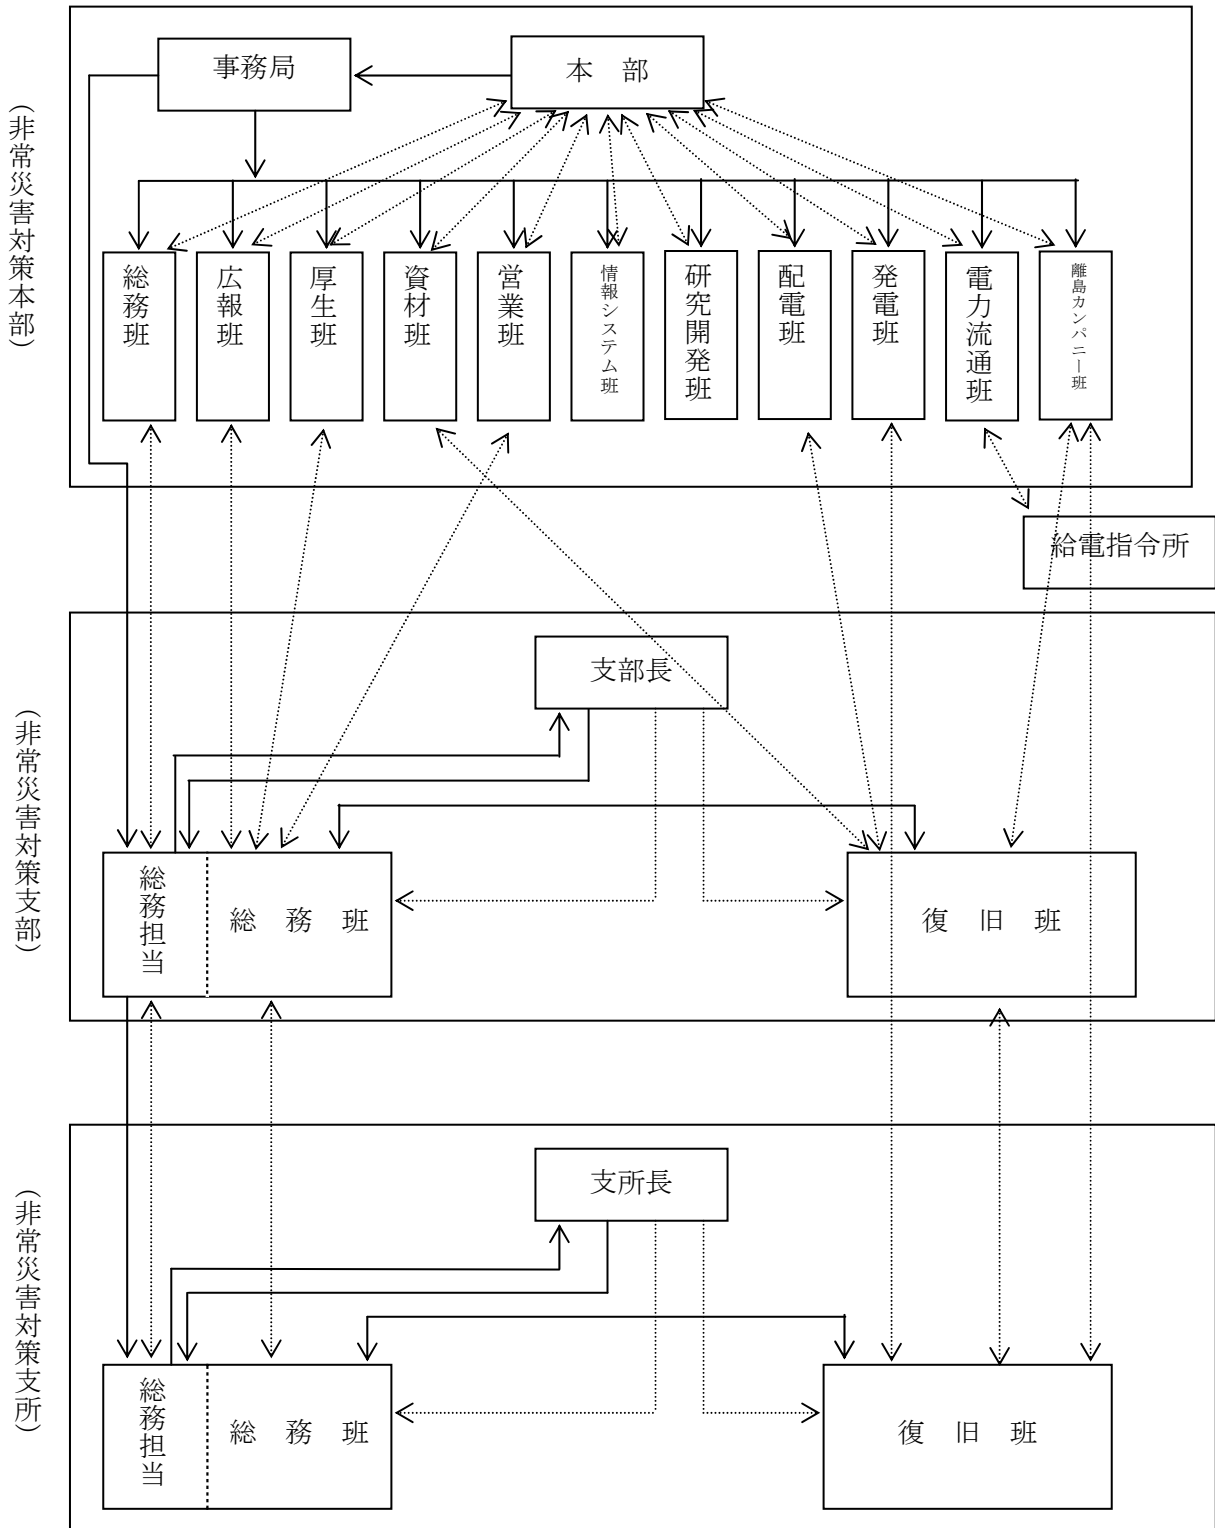 （非常災害対策本部）
事務局
本　部
総務班
広報班
厚生班
資材班
営業班
情報システム班
研究開発班
配電班
発電班
電力流通班
離島カンパニー班
給電指令所
（非常災害対策支部）
支部長
総務担当
総　務　班
復　旧　班
（非常災害対策支所）
支所長
総務担当
総　務　班
復　旧　班